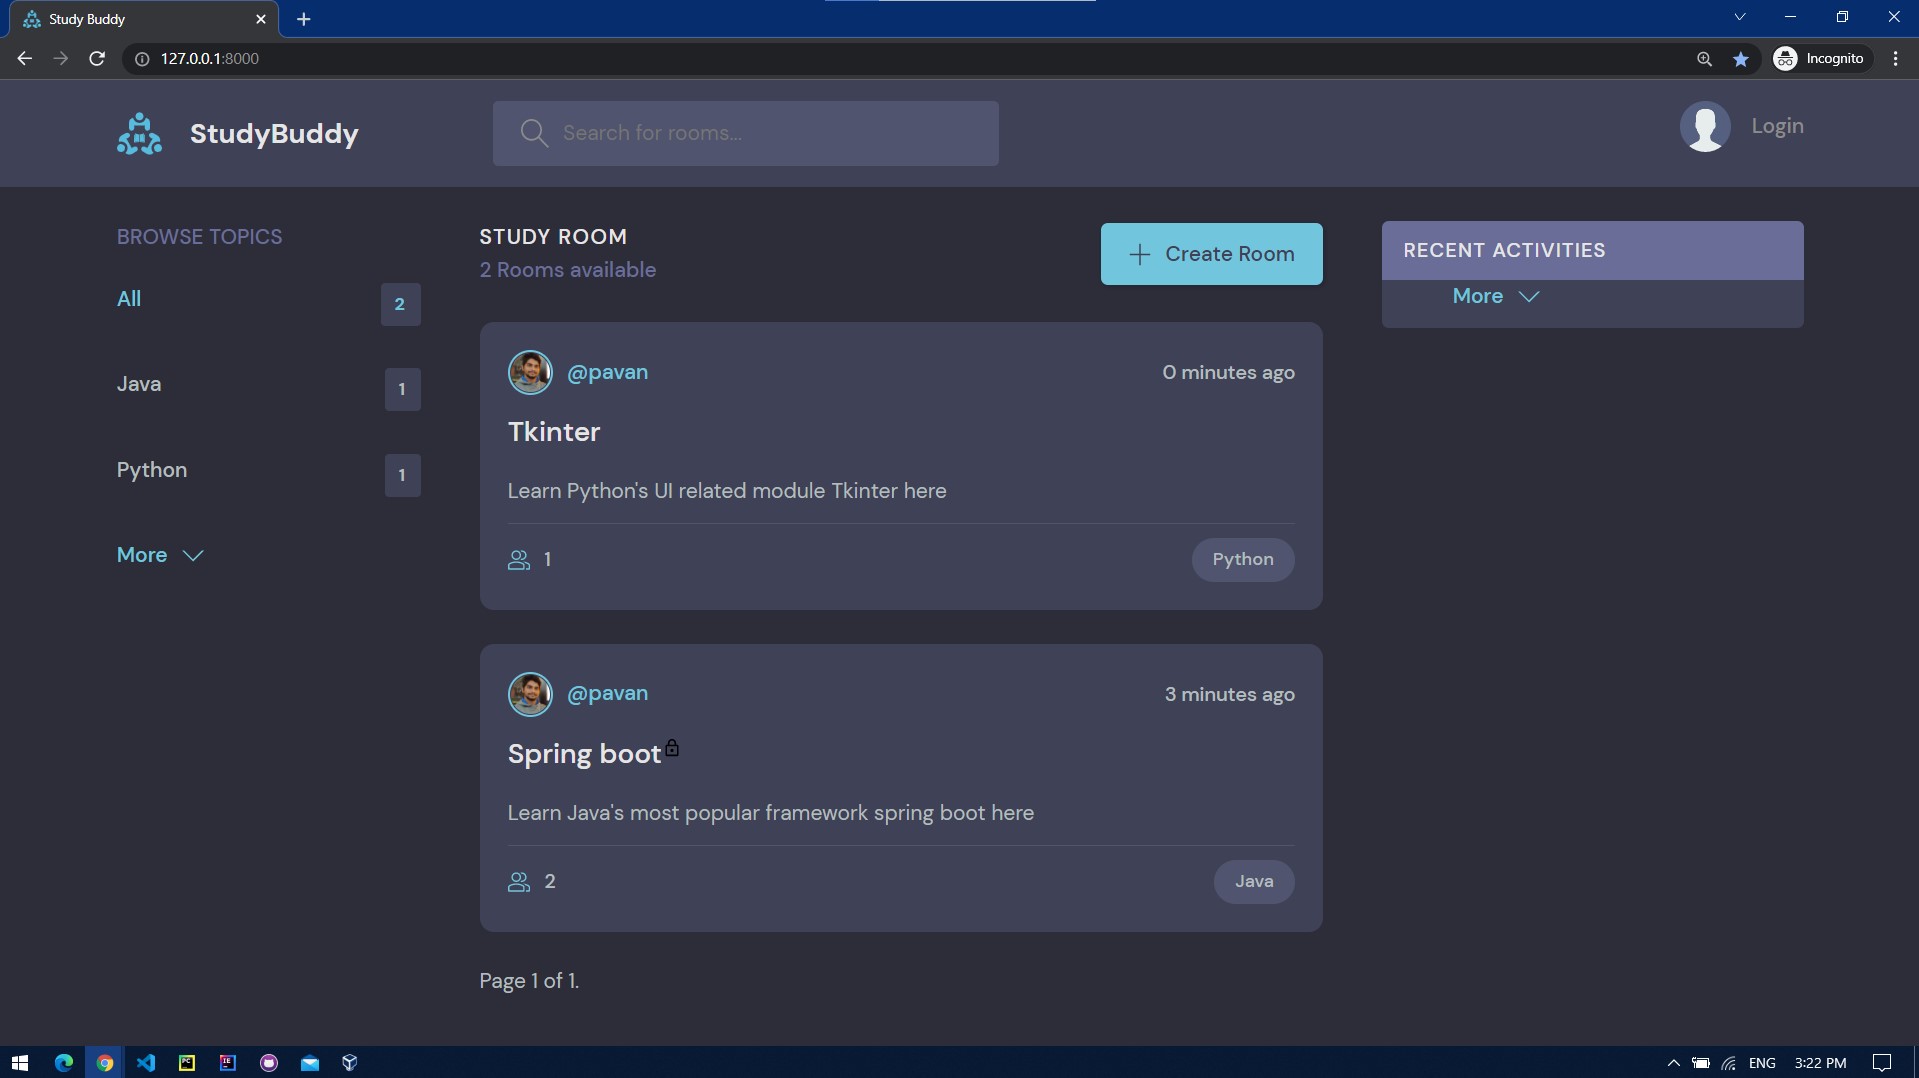 Study Buddy
127.0.0.1:8000
Incognito
StudyBuddy
Search for rooms...
Login
BROWSE TOPICS
All
2
Java
1
Python
1
More
STUDY ROOM
2 Rooms available
Create Room
@pavan
0 minutes ago
Tkinter
Learn Python's UI related module Tkinter here
1
Python
@pavan
3 minutes ago
Spring boot
Learn Java's most popular framework spring boot here
2
Java
Page 1 of 1.
RECENT ACTIVITIES
More
PC
IE
ENG
3:22 PM